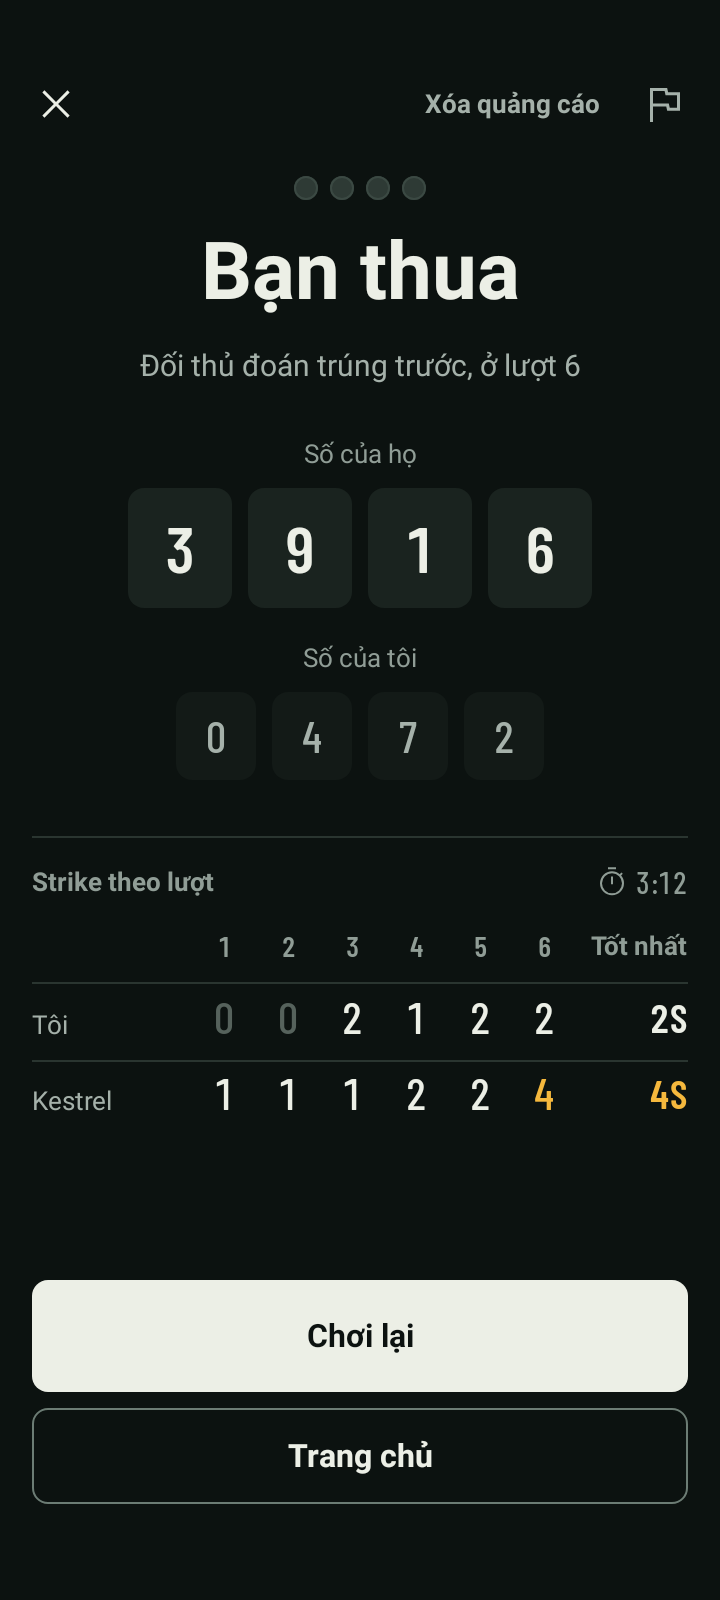 Xóa quảng cáo
Bạn thua
Đối thủ đoán trúng trước, ở lượt 6
Số của họ
3 9 1 6
Số của tôi
0 4 7 2
Strike theo lượt 3:12
1 2 3 4 5 6 Tốt nhất
Tôi 0 0 2 1 2 2 2S
Kestrel 1 1 1 2 2 4 4S
Chơi lại
Trang chủ